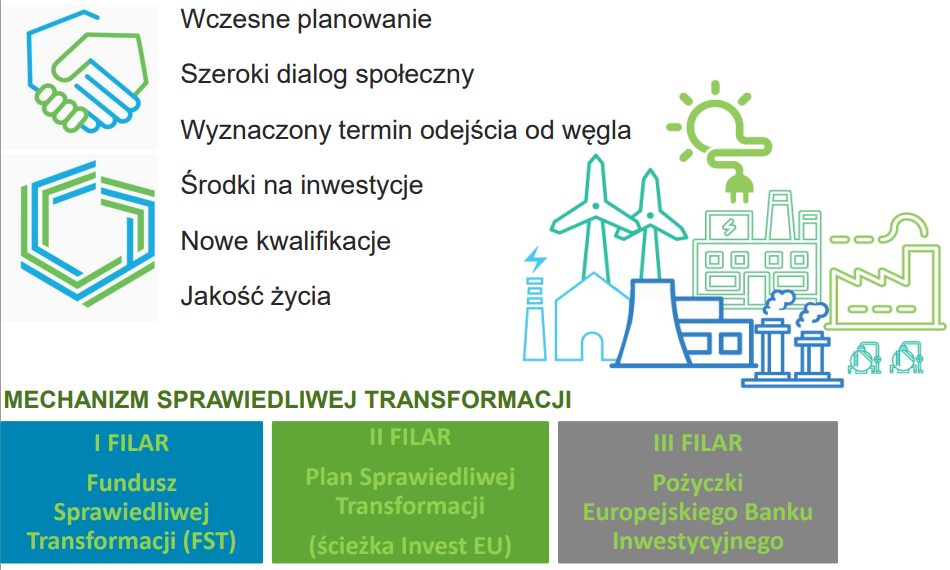 Wczesne planowanie
Szeroki dialog społeczny
Wyznaczony termin odejścia od węgla
Środki na inwestycje
Nowe kwalifikacje
Jakość życia
MECHANIZM SPRAWIEDLIWEJ TRANSFORMACJI
I FILAR
Fundusz
Sprawiedliwej
Transformacji (FST)
II FILAR
Plan Sprawiedliwej
Transformacji
(ścieżka Invest EU)
III FILAR
Pożyczki
Europejskiego Banku
Inwestycyjnego